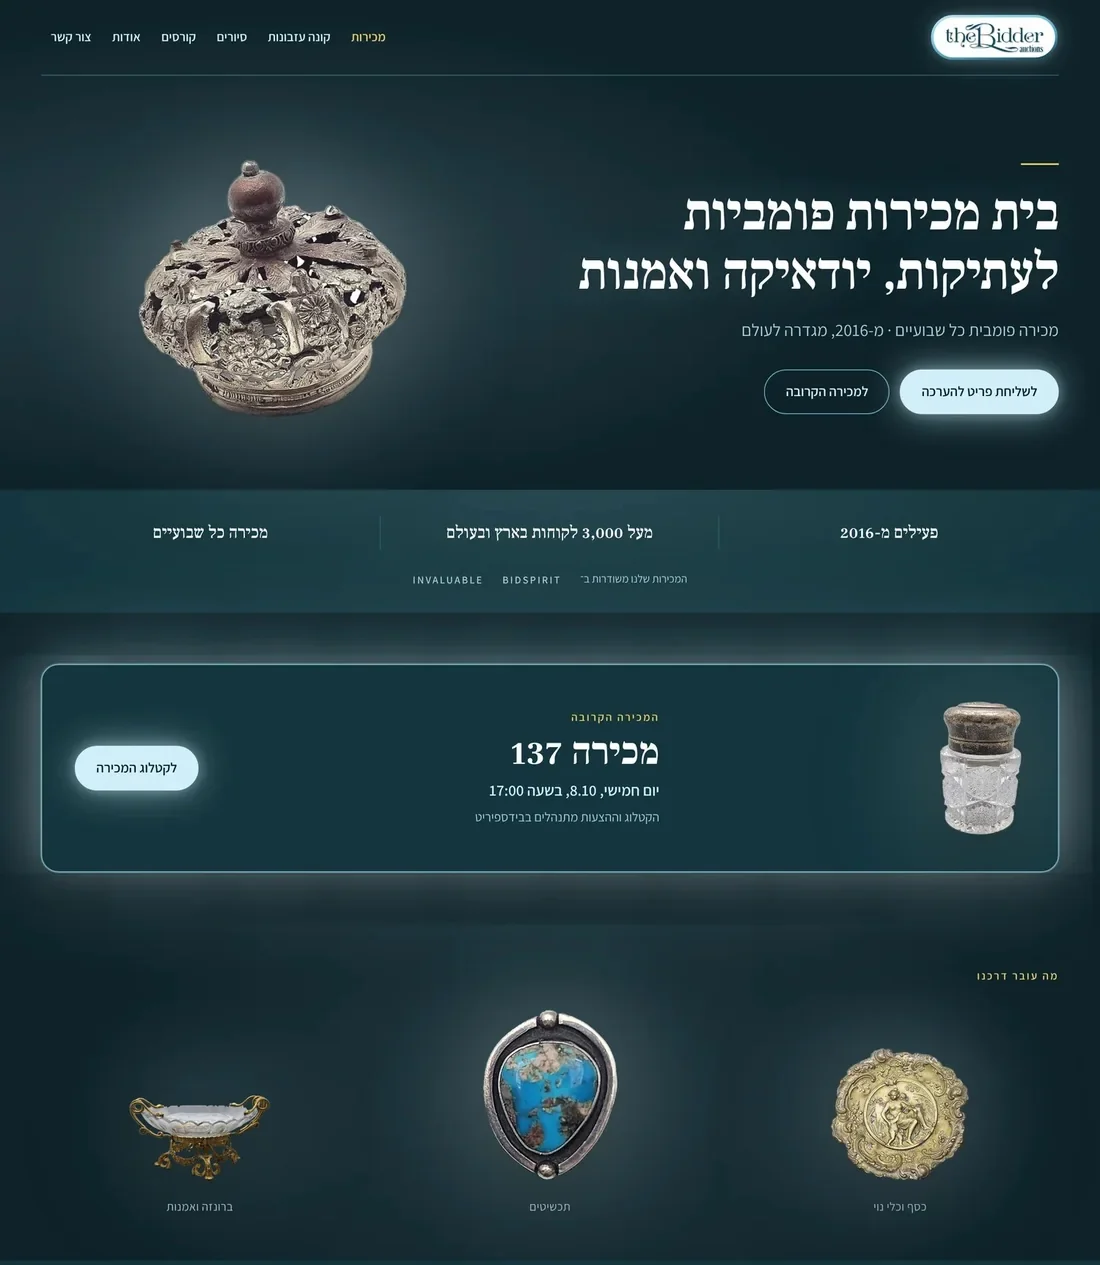 theBidder
auctions
מכירות קונה עזבונות סיורים קורסים אודות צור קשר
בית מכירות פומביות
לעתיקות, יודאיקה ואמנות
מכירה פומבית כל שבועיים · מ-2016, מגדרה לעולם
לשליחת פריט להערכה
למכירה הקרובה
פעילים מ-2016
מעל 3,000 לקוחות בארץ ובעולם
מכירה כל שבועיים
המכירות שלנו משודרות ב־ BIDSPIRIT INVALUABLE
המכירה הקרובה
מכירה 137
יום חמישי, 8.10, בשעה 17:00
הקטלוג וההצעות מתנהלים בבידספיריט
לקטלוג המכירה
מה עובר דרכנו
כסף וכלי נוי
תכשיטים
ברונזה ואמנות